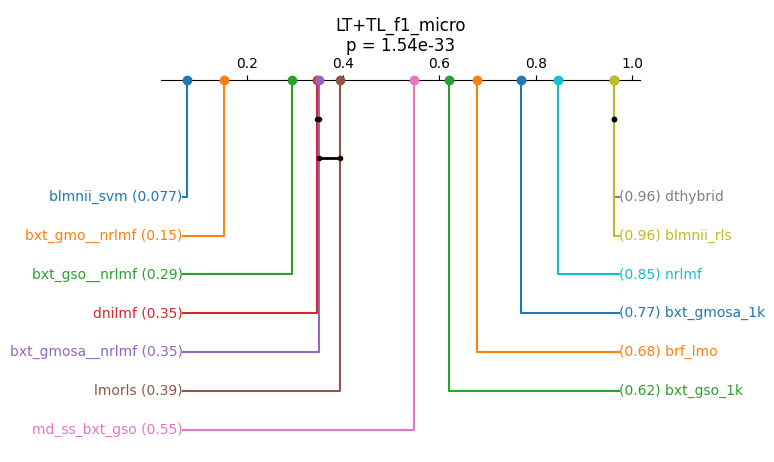 LT+TL_f1_micro
p = 1.54e-33
0.2 0.4 0.6 0.8 1.0
blmnii_svm (0.077) (0.96) dthybrid
bxt_gmo__nrlmf (0.15) (0.96) blmnii_rls
bxt_gso__nrlmf (0.29) (0.85) nrlmf
dnilmf (0.35) (0.77) bxt_gmosa_1k
bxt_gmosa__nrlmf (0.35) (0.68) brf_lmo
lmorls (0.39) (0.62) bxt_gso_1k
md_ss_bxt_gso (0.55)